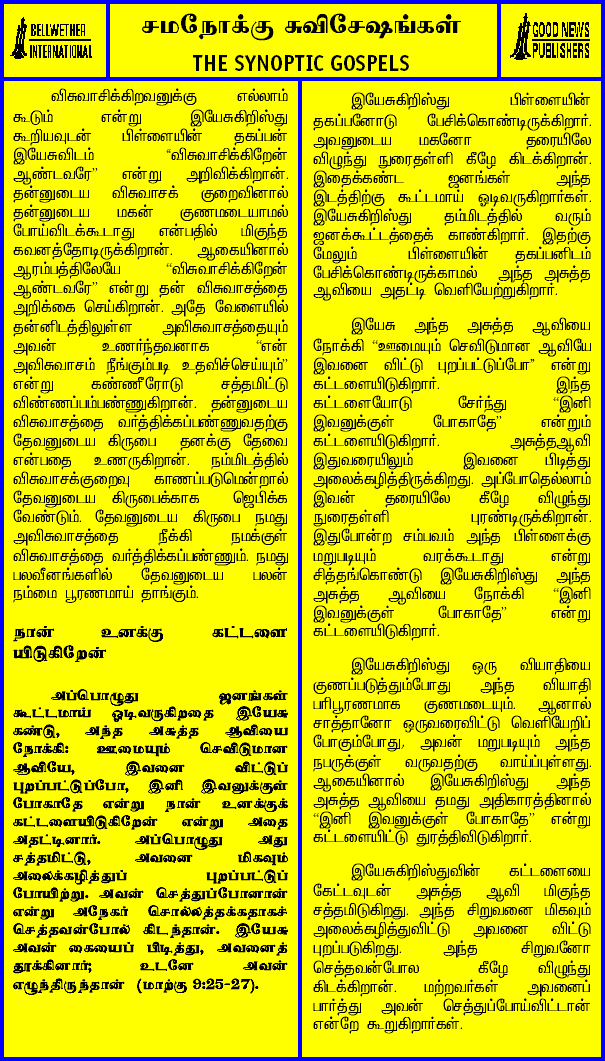 BELLWETHER
INTERNATIONAL
சமநோக்கு சுவிசேஷங்கள்
THE SYNOPTIC GOSPELS
GOOD NEWS
PUBLISHERS
விசுவாசிக்கிறவனுக்கு எல்லாம்
கூடும் என்று இயேசுகிறிஸ்து
கூறியவுடன் பிள்ளையின் தகப்பன்
இயேசுவிடம் “விசுவாசிக்கிறேன்
ஆண்டவரே” என்று அறிவிக்கிறான்.
தன்னுடைய விசுவாசக் குறைவினால்
தன்னுடைய மகன் குணமடையாமல்
போய்விடக்கூடாது என்பதில் மிகுந்த
கவனத்தோடிருக்கிறான். ஆகையினால்
ஆரம்பத்திலேயே “விசுவாசிக்கிறேன்
ஆண்டவரே” என்று தன் விசுவாசத்தை
அறிக்கை செய்கிறான். அதே வேளையில்
தன்னிடத்திலுள்ள அவிசுவாசத்தையும்
அவன் உணர்ந்தவனாக “என்
அவிசுவாசம் நீங்கும்படி உதவிச்செய்யும்”
என்று கண்ணீரோடு சத்தமிட்டு
விண்ணப்பம்பண்ணுகிறான். தன்னுடைய
விசுவாசத்தை வர்த்திக்கப்பண்ணுவதற்கு
தேவனுடைய கிருபை தனக்கு தேவை
என்பதை உணருகிறான். நம்மிடத்தில்
விசுவாசக்குறைவு காணப்படுமென்றால்
தேவனுடைய கிருபைக்காக ஜெபிக்க
வேண்டும். தேவனுடைய கிருபை நமது
அவிசுவாசத்தை நீக்கி நமக்குள்
விசுவாசத்தை வர்த்திக்கப்பண்ணும். நமது
பலவீனங்களில் தேவனுடைய பலன்
நம்மை பூரணமாய் தாங்கும்.
நான் உனக்கு கட்டளை
யிடுகிறேன்
அப்பொழுது ஜனங்கள்
கூட்டமாய் ஓடிவருகிறதை இயேசு
கண்டு, அந்த அசுத்த ஆவியை
நோக்கி: ஊமையும் செவிடுமான
ஆவியே, இவனை விட்டுப்
புறப்பட்டுப்போ, இனி இவனுக்குள்
போகாதே என்று நான் உனக்குக்
கட்டளையிடுகிறேன் என்று அதை
அதட்டினார். அப்பொழுது அது
சத்தமிட்டு, அவனை மிகவும்
அலைக்கழித்துப் புறப்பட்டுப்
போயிற்று. அவன் செத்துப்போனான்
என்று அநேகர் சொல்லத்தக்கதாகச்
செத்தவன்போல் கிடந்தான். இயேசு
அவன் கையைப் பிடித்து, அவனைத்
தூக்கினார்; உடனே அவன்
எழுந்திருந்தான் (மாற்கு 9:25-27).
இயேசுகிறிஸ்து பிள்ளையின்
தகப்பனோடு பேசிக்கொண்டிருக்கிறார்.
அவனுடைய மகனோ தரையிலே
விழுந்து நுரைதள்ளி கீழே கிடக்கிறான்.
இதைக்கண்ட ஜனங்கள் அந்த
இடத்திற்கு கூட்டமாய் ஓடிவருகிறார்கள்.
இயேசுகிறிஸ்து தம்மிடத்தில் வரும்
ஜனக்கூட்டத்தைக் காண்கிறார். இதற்கு
மேலும் பிள்ளையின் தகப்பனிடம்
பேசிக்கொண்டிருக்காமல் அந்த அசுத்த
ஆவியை அதட்டி வெளியேற்றுகிறார்.
இயேசு அந்த அசுத்த ஆவியை
நோக்கி “ஊமையும் செவிடுமான ஆவியே
இவனை விட்டு புறப்பட்டுப்போ” என்று
கட்டளையிடுகிறார். இந்த
கட்டளையோடு சேர்ந்து “இனி
இவனுக்குள் போகாதே” என்றும்
கட்டளையிடுகிறார். அசுத்தஆவி
இதுவரையிலும் இவனை பிடித்து
அலைக்கழித்திருக்கிறது. அப்போதெல்லாம்
இவன் தரையிலே கீழே விழுந்து
நுரைதள்ளி புரண்டிருக்கிறான்.
இதுபோன்ற சம்பவம் அந்த பிள்ளைக்கு
மறுபடியும் வரக்கூடாது என்று
சித்தங்கொண்டு இயேசுகிறிஸ்து அந்த
அசுத்த ஆவியை நோக்கி “இனி
இவனுக்குள் போகாதே” என்று
கட்டளையிடுகிறார்.
இயேசுகிறிஸ்து ஒரு வியாதியை
குணப்படுத்தும்போது அந்த வியாதி
பரிபூரணமாக குணமடையும். ஆனால்
சாத்தானோ ஒருவரைவிட்டு வெளியேறிப்
போகும்போது, அவன் மறுபடியும் அந்த
நபருக்குள் வருவதற்கு வாய்ப்புள்ளது.
ஆகையினால் இயேசுகிறிஸ்து அந்த
அசுத்த ஆவியை தமது அதிகாரத்தினால்
“இனி இவனுக்குள் போகாதே” என்று
கட்டளையிட்டு துரத்திவிடுகிறார்.
இயேசுகிறிஸ்துவின் கட்டளையை
கேட்டவுடன் அசுத்த ஆவி மிகுந்த
சத்தமிடுகிறது. அந்த சிறுவனை மிகவும்
அலைக்கழித்துவிட்டு அவனை விட்டு
புறப்படுகிறது. அந்த சிறுவனோ
செத்தவன்போல கீழே விழுந்து
கிடக்கிறான். மற்றவர்கள் அவனைப்
பார்த்து அவன் செத்துப்போய்விட்டான்
என்றே கூறுகிறார்கள்.